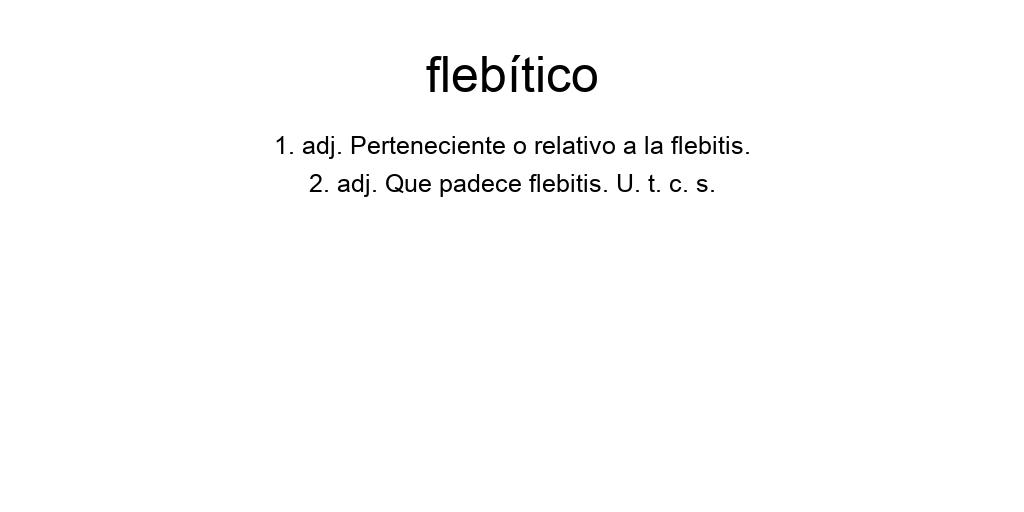 flebítico
1. adj. Perteneciente o relativo a la flebitis.
2. adj. Que padece flebitis. U. t. c. s.